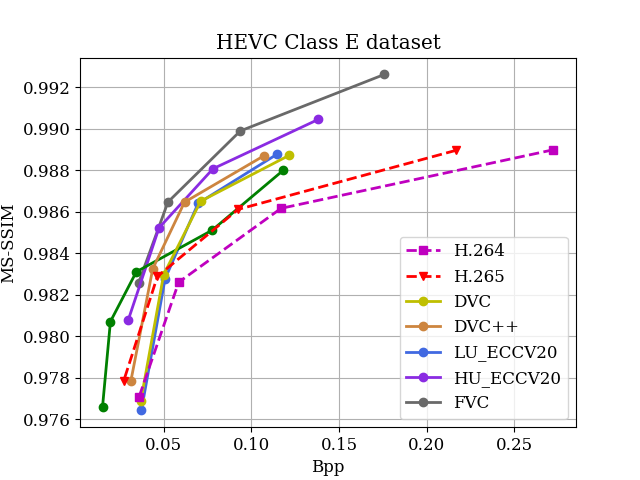 HEVC Class E dataset
MS-SSIM
0.992
0.990
0.988
0.986
0.984
0.982
0.980
0.978
0.976
H.264
H.265
DVC
DVC++
LU_ECCV20
HU_ECCV20
FVC
0.05
0.10
0.15
0.20
0.25
Bpp